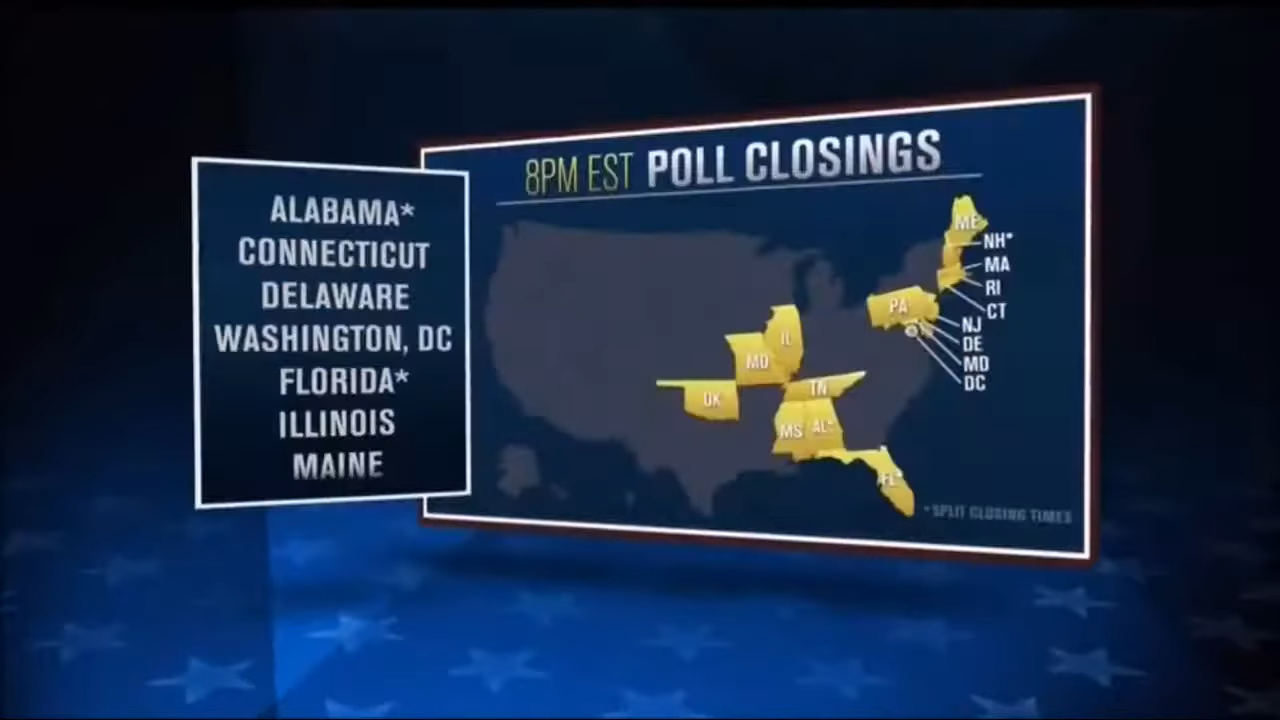 8PM EST POLL CLOSINGS
ALABAMA*
CONNECTICUT
DELAWARE
WASHINGTON, DC
FLORIDA*
ILLINOIS
MAINE
ME
NH*
MA
RI
CT
PA
NJ
DE
MD
DC
IL
MO
OK
TN
MS
AL*
FL*
*SPLIT CLOSING TIMES